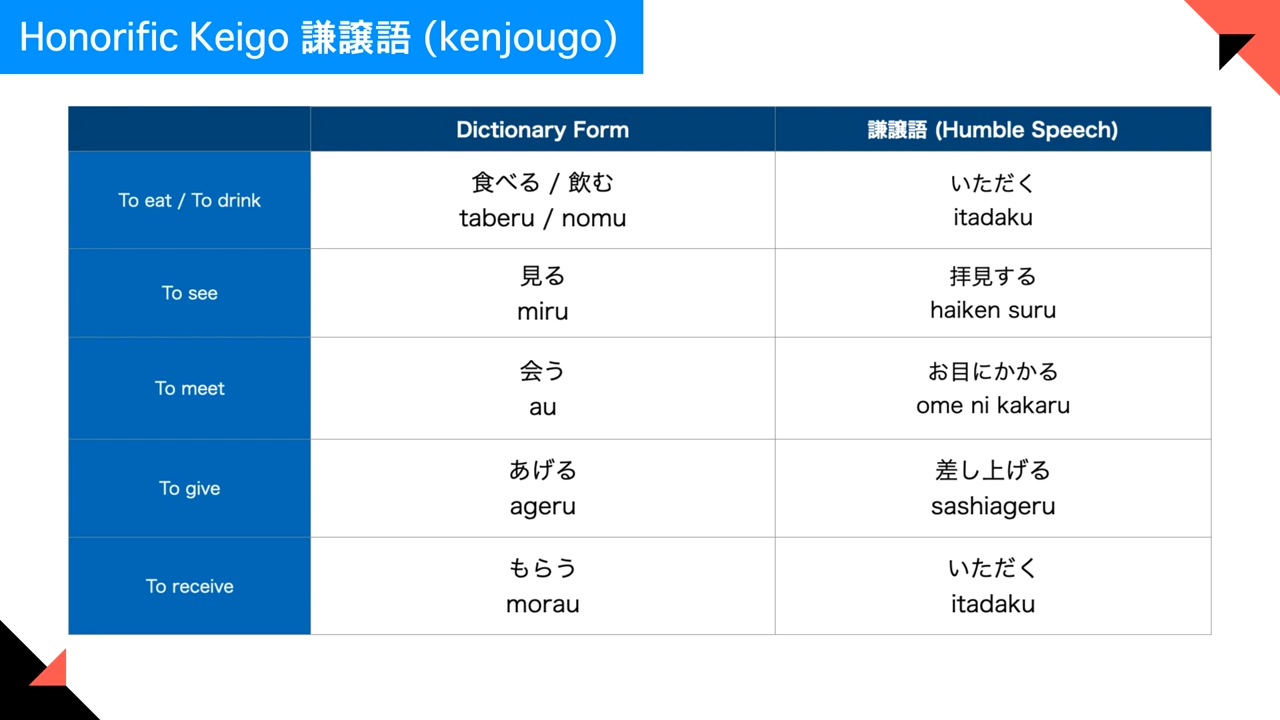 Honorific Keigo 謙譲語 (kenjougo)
Dictionary Form
謙譲語 (Humble Speech)
To eat / To drink
食べる / 飲む
taberu / nomu
いただく
itadaku
To see
見る
miru
拝見する
haiken suru
To meet
会う
au
お目にかかる
ome ni kakaru
To give
あげる
ageru
差し上げる
sashiageru
To receive
もらう
morau
いただく
itadaku